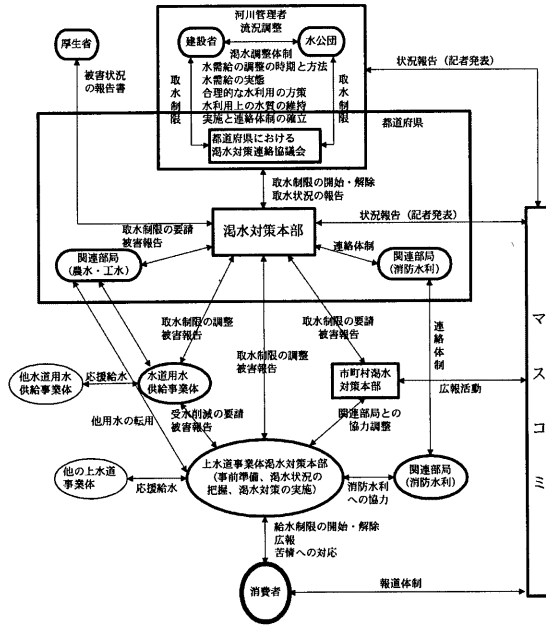 河川管理者
流況調整
厚生省
建設省
水公団
渇水調整体制
水需給の調整の時期と方法
水需給の実態
合理的な水利用の方策
水利用上の水質の維持
実施と連絡体制の確立
取水制限
取水制限
都道府県における
渇水対策連絡協議会
被害状況
の報告書
状況報告（記者発表）
都道府県
取水制限の開始・解除
取水状況の報告
渇水対策本部
状況報告（記者発表）
取水制限の要請
被害報告
関連部局
（農水・工水）
連絡体制
関連部局
（消防水利）
取水制限の調整
被害報告
取水制限の調整
被害報告
取水制限の要請
被害報告
連絡体制
マスコミ
他水道用水
供給事業体
応援給水
水道用水
供給事業体
市町村渇水
対策本部
広報活動
他用水の転用
受水削減の要請
被害報告
関連部局との
協力調整
他の上水道
事業体
応援給水
上水道事業体渇水対策本部
（事前準備、渇水状況の
把握、渇水対策の実施）
消防水利
への協力
関連部局
（消防水利）
給水制限の開始・解除
広報
苦情への対応
消費者
報道体制